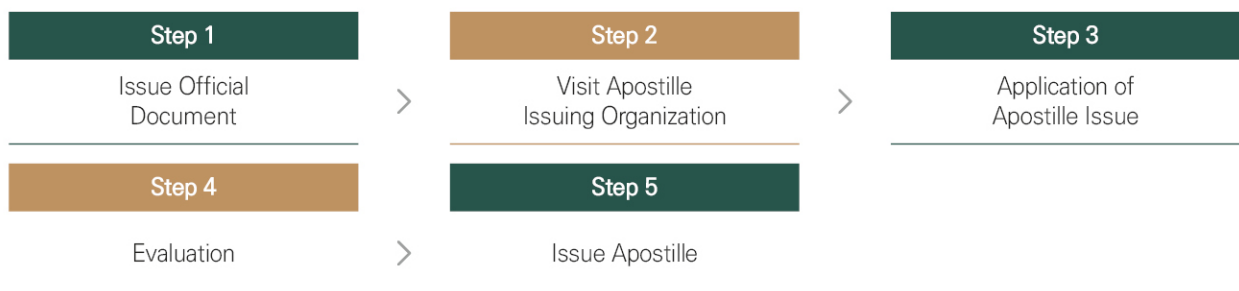 Step 1
Issue Official
Document
Step 2
Visit Apostille
Issuing Organization
Step 3
Application of
Apostille Issue
Step 4
Evaluation
Step 5
Issue Apostille